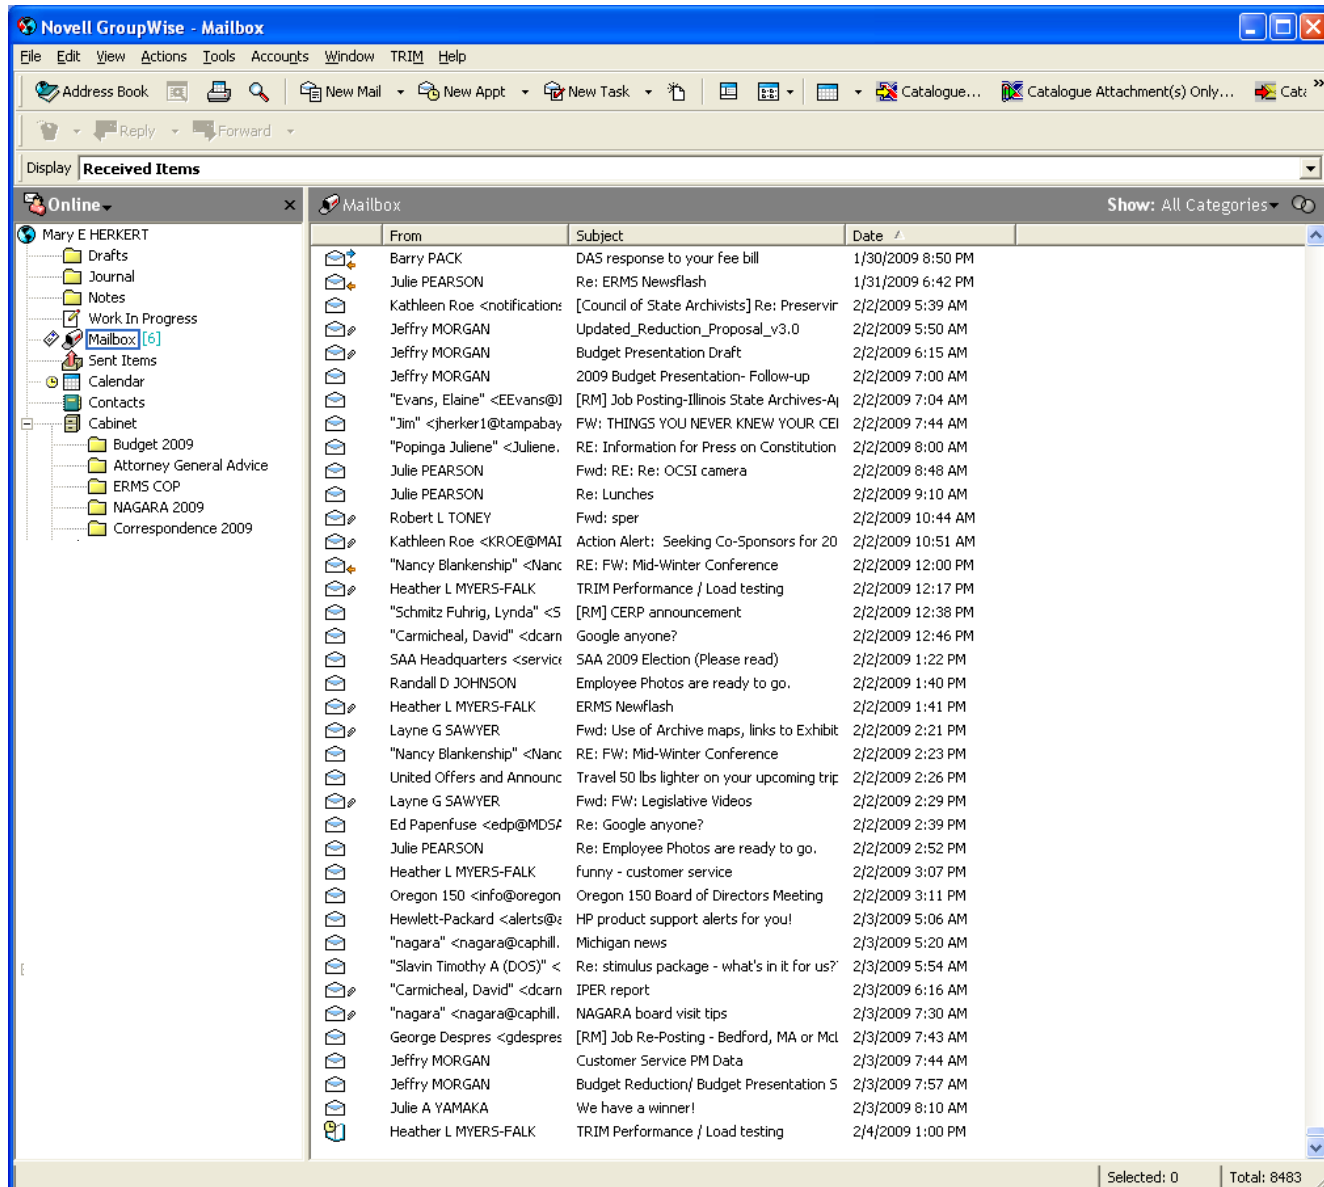 Novell GroupWise - Mailbox
File Edit View Actions Tools Accounts Window TRIM Help
Address Book New Mail New Appt New Task Catalogue... Catalogue Attachment(s) Only... Cata »
Reply Forward
Display Received Items
Online Mailbox Show: All Categories
Mary E HERKERT
Drafts
Journal
Notes
Work In Progress
Mailbox [6]
Sent Items
Calendar
Contacts
Cabinet
Budget 2009
Attorney General Advice
ERMS COP
NAGARA 2009
Correspondence 2009
From Subject Date
Barry PACK DAS response to your fee bill 1/30/2009 8:50 PM
Julie PEARSON Re: ERMS Newsflash 1/31/2009 6:42 PM
Kathleen Roe <notifications [Council of State Archivists] Re: Preservin 2/2/2009 5:39 AM
Jeffry MORGAN Updated_Reduction_Proposal_v3.0 2/2/2009 5:50 AM
Jeffry MORGAN Budget Presentation Draft 2/2/2009 6:15 AM
Jeffry MORGAN 2009 Budget Presentation- Follow-up 2/2/2009 7:00 AM
"Evans, Elaine" <EEvans@I [RM] Job Posting-Illinois State Archives-A 2/2/2009 7:04 AM
"Jim" <jherker1@tampabay FW: THINGS YOU NEVER KNEW YOUR CEI 2/2/2009 7:44 AM
"Popinga Juliene" <Juliene. RE: Information for Press on Constitution 2/2/2009 8:00 AM
Julie PEARSON Fwd: RE: Re: OCSI camera 2/2/2009 8:48 AM
Julie PEARSON Re: Lunches 2/2/2009 9:10 AM
Robert L TONEY Fwd: sper 2/2/2009 10:44 AM
Kathleen Roe <KROE@MAI Action Alert: Seeking Co-Sponsors for 20 2/2/2009 10:51 AM
"Nancy Blankenship" <Nanc RE: FW: Mid-Winter Conference 2/2/2009 12:00 PM
Heather L MYERS-FALK TRIM Performance / Load testing 2/2/2009 12:17 PM
"Schmitz Fuhrig, Lynda" <S [RM] CERP announcement 2/2/2009 12:38 PM
"Carmicheal, David" <dcarn Google anyone? 2/2/2009 12:46 PM
SAA Headquarters <service SAA 2009 Election (Please read) 2/2/2009 1:22 PM
Randall D JOHNSON Employee Photos are ready to go. 2/2/2009 1:40 PM
Heather L MYERS-FALK ERMS Newflash 2/2/2009 1:41 PM
Layne G SAWYER Fwd: Use of Archive maps, links to Exhibit 2/2/2009 2:21 PM
"Nancy Blankenship" <Nanc RE: FW: Mid-Winter Conference 2/2/2009 2:23 PM
United Offers and Announc Travel 50 lbs lighter on your upcoming trip 2/2/2009 2:26 PM
Layne G SAWYER Fwd: FW: Legislative Videos 2/2/2009 2:29 PM
Ed Papenfuse <edp@MDSA Re: Google anyone? 2/2/2009 2:39 PM
Julie PEARSON Re: Employee Photos are ready to go. 2/2/2009 2:52 PM
Heather L MYERS-FALK funny - customer service 2/2/2009 3:07 PM
Oregon 150 <info@oregon Oregon 150 Board of Directors Meeting 2/2/2009 3:11 PM
Hewlett-Packard <alerts@a HP product support alerts for you! 2/3/2009 5:06 AM
"nagara" <nagara@caphill. Michigan news 2/3/2009 5:20 AM
"Slavin Timothy A (DOS)" < Re: stimulus package - what's in it for us? 2/3/2009 5:54 AM
"Carmicheal, David" <dcarn IPER report 2/3/2009 6:16 AM
"nagara" <nagara@caphill. NAGARA board visit tips 2/3/2009 7:30 AM
George Despres <gdespres [RM] Job Re-Posting - Bedford, MA or McL 2/3/2009 7:43 AM
Jeffry MORGAN Customer Service PM Data 2/3/2009 7:44 AM
Jeffry MORGAN Budget Reduction/ Budget Presentation S 2/3/2009 7:57 AM
Julie A YAMAKA We have a winner! 2/3/2009 8:10 AM
Heather L MYERS-FALK TRIM Performance / Load testing 2/4/2009 1:00 PM
Selected: 0 Total: 8483